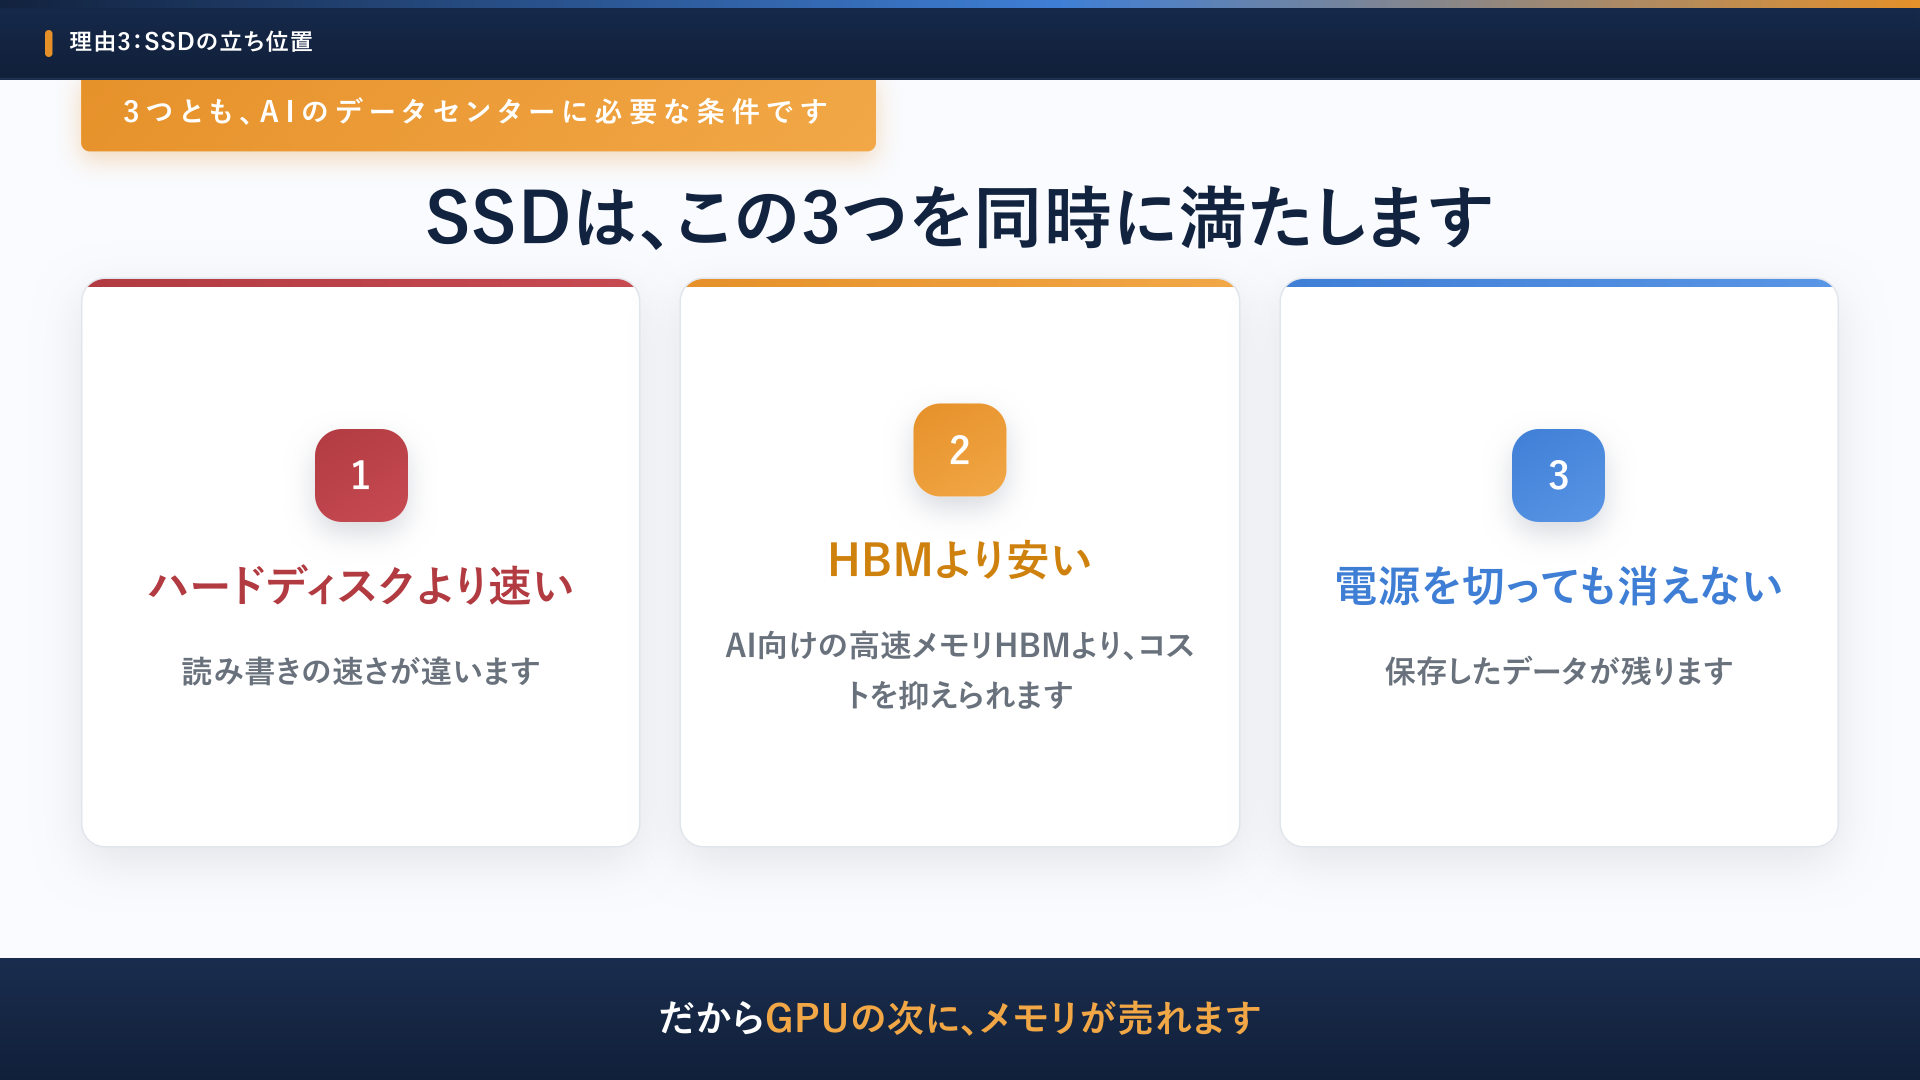 理由3：SSDの立ち位置
3つとも、AIのデータセンターに必要な条件です
SSDは、この3つを同時に満たします
1
ハードディスクより速い
読み書きの速さが違います
2
HBMより安い
AI向けの高速メモリHBMより、コス
トを抑えられます
3
電源を切っても消えない
保存したデータが残ります
だからGPUの次に、メモリが売れます